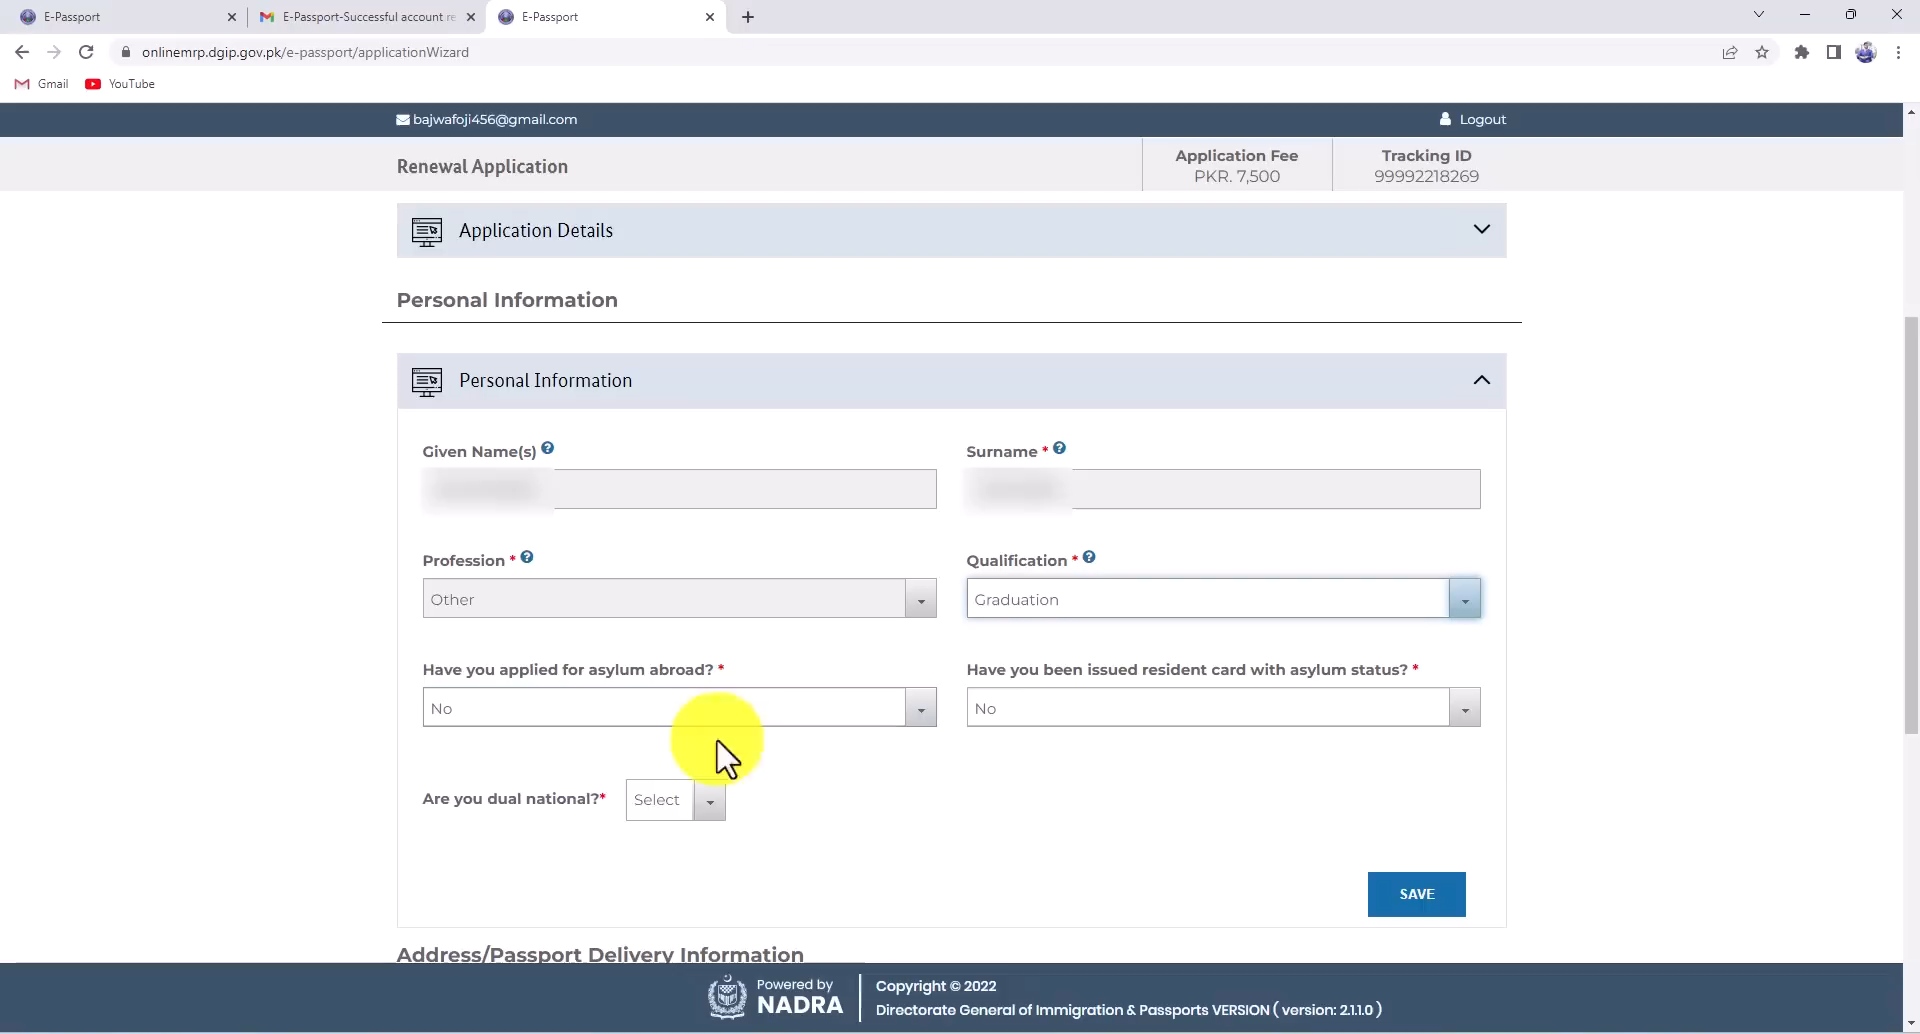 E-Passport
E-Passport-Successful account re
E-Passport
onlinemrp.dgip.gov.pk/e-passport/applicationWizard
Gmail
YouTube
bajwafoji456@gmail.com
Logout
Renewal Application
Application Fee
PKR. 7,500
Tracking ID
99992218269
Application Details
Personal Information
Personal Information
Given Name(s)
Surname *
Profession *
Qualification *
Other
Graduation
Have you applied for asylum abroad? *
Have you been issued resident card with asylum status? *
No
No
Are you dual national?*
Select
SAVE
Address/Passport Delivery Information
Powered by
NADRA
Copyright © 2022
Directorate General of Immigration & Passports VERSION ( version: 2.1.1.0 )